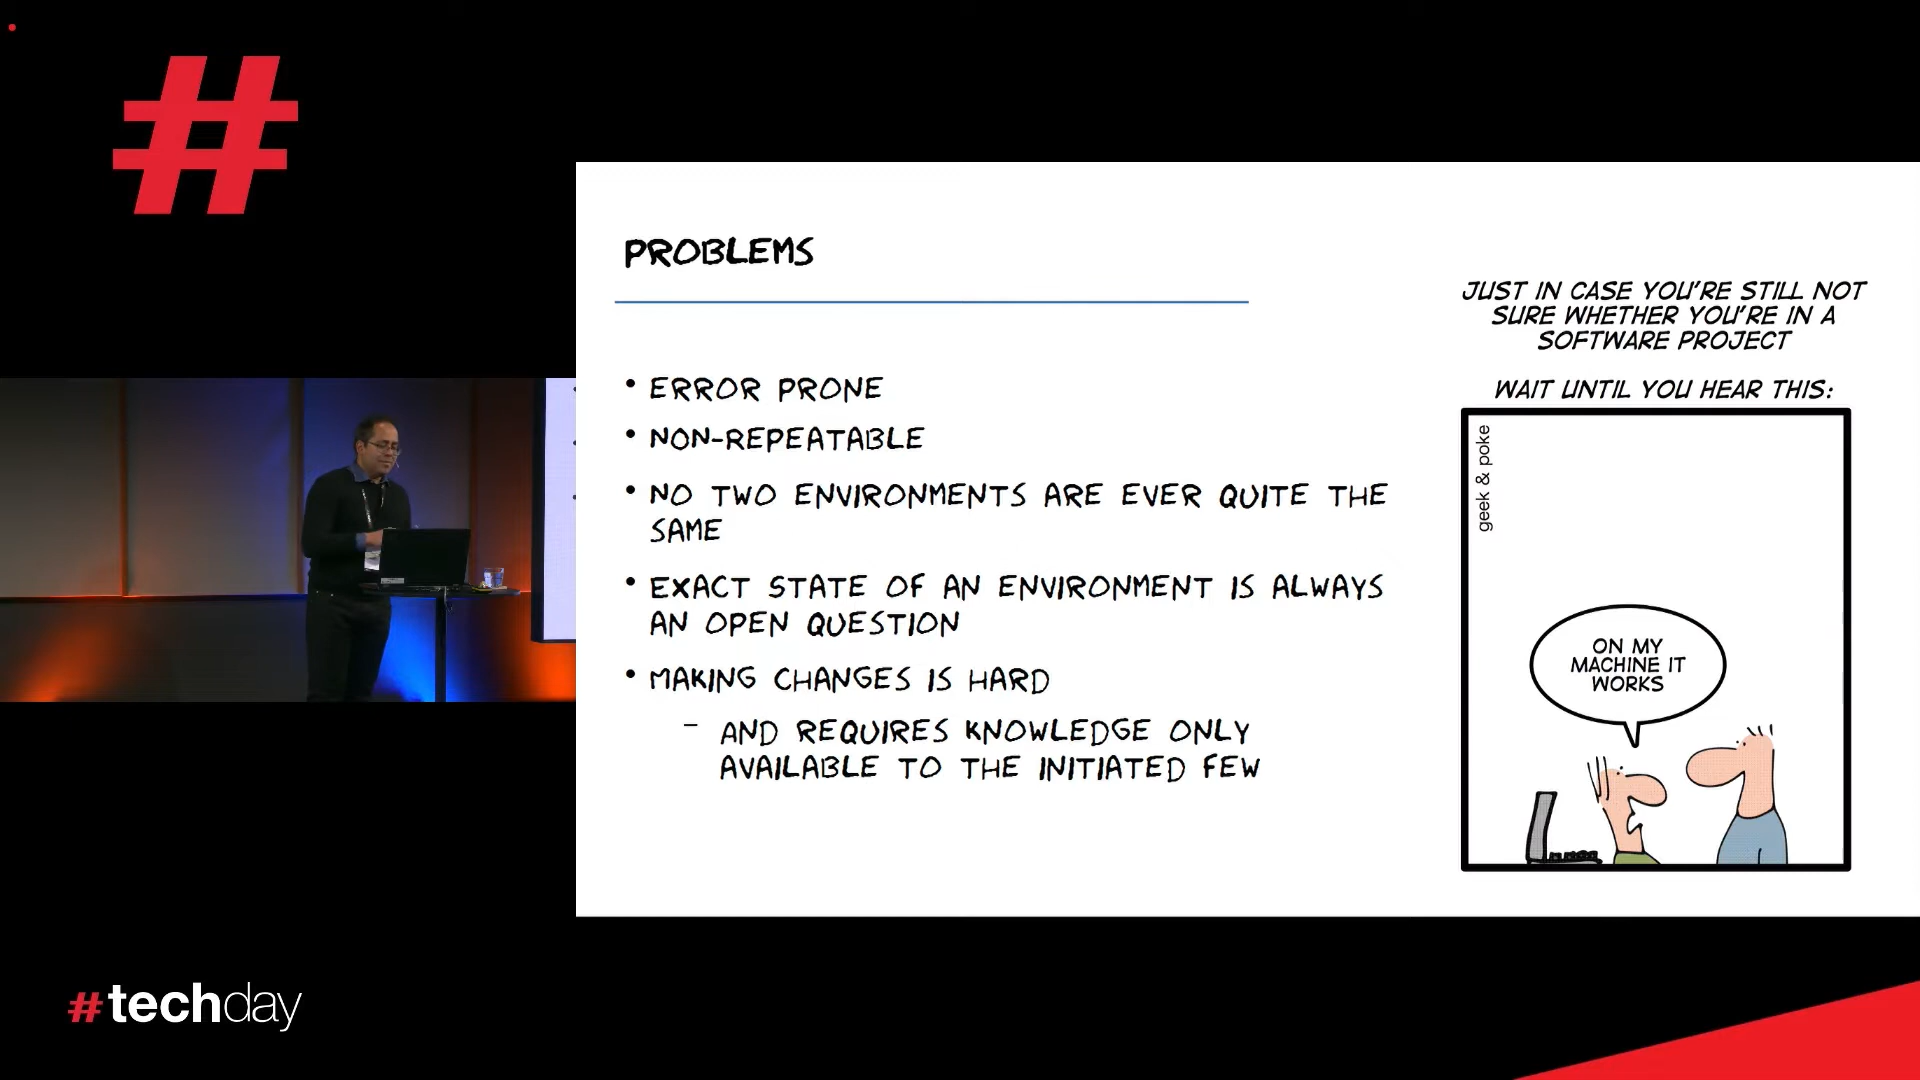 #
PROBLEMS
• ERROR PRONE
• NON-REPEATABLE
• NO TWO ENVIRONMENTS ARE EVER QUITE THE
SAME
• EXACT STATE OF AN ENVIRONMENT IS ALWAYS
AN OPEN QUESTION
• MAKING CHANGES IS HARD
– AND REQUIRES KNOWLEDGE ONLY
AVAILABLE TO THE INITIATED FEW
JUST IN CASE YOU'RE STILL NOT
SURE WHETHER YOU'RE IN A
SOFTWARE PROJECT
WAIT UNTIL YOU HEAR THIS:
geek & poke
ON MY
MACHINE IT
WORKS
#techday